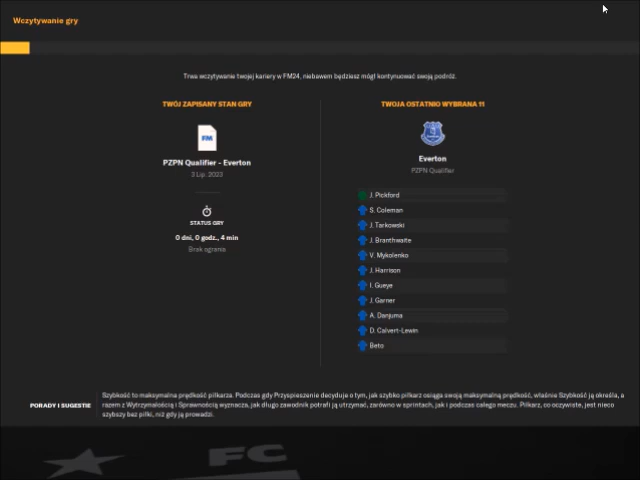 Wczytywanie gry
Trwa wczytywanie twojej kariery w FM24, niebawem będziesz mógł kontynuować swoją podróż.
TWÓJ ZAPISANY STAN GRY
FM
PZPN Qualifier - Everton
3 Lip. 2023
STATUS GRY
0 dni, 0 godz., 4 min
Brak ogrania
TWOJA OSTATNIO WYBRANA 11
Everton
PZPN Qualifier
J. Pickford
S. Coleman
J. Tarkowski
J. Branthwaite
V. Mykolenko
J. Harrison
I. Gueye
J. Garner
A. Danjuma
D. Calvert-Lewin
Beto
PORADY I SUGESTIE
Szybkość to maksymalna prędkość piłkarza. Podczas gdy Przyspieszenie decyduje o tym, jak szybko piłkarz osiąga swoją maksymalną prędkość, właśnie Szybkość ją określa, a
razem z Wytrzymałością i Sprawnością wyznacza, jak długo zawodnik potrafi ją utrzymać, zarówno w sprintach, jak i podczas całego meczu. Piłkarz, co oczywiste, jest nieco
szybszy bez piłki, niż gdy ją prowadzi.
FC